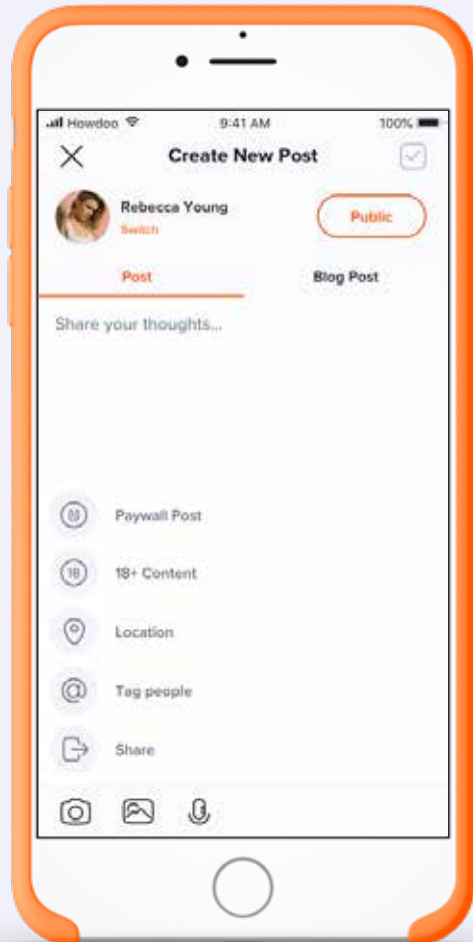 Howdoo 9:41 AM 100%
Create New Post
Rebecca Young
Switch
Public
Post Blog Post
Share your thoughts...
Paywall Post
18 18+ Content
Location
@ Tag people
Share